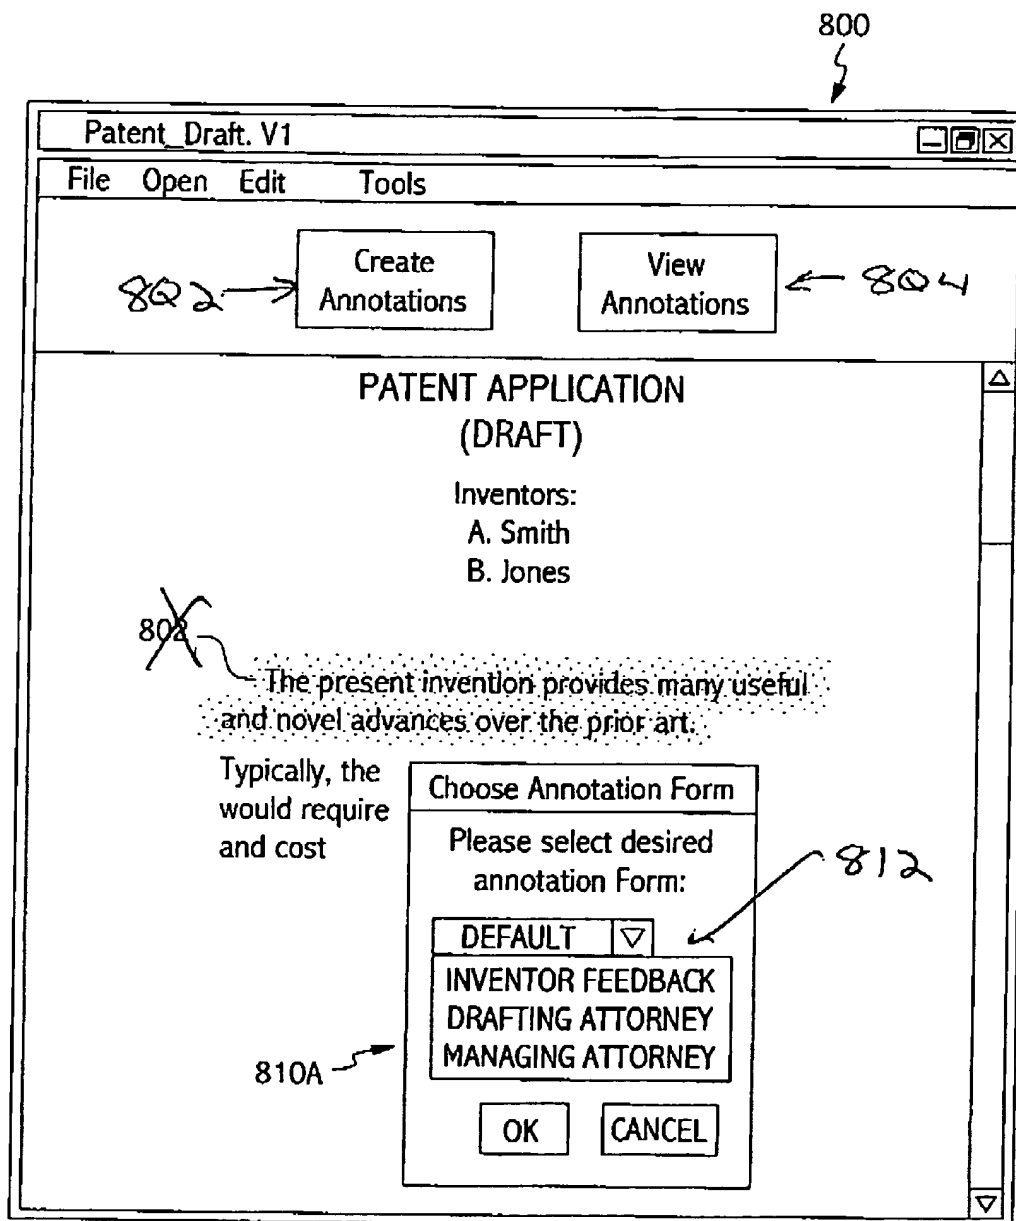 800
Patent_Draft. V1
File Open Edit Tools
Create
Annotations
View
Annotations
802
804
PATENT APPLICATION
(DRAFT)
Inventors:
A. Smith
B. Jones
802
The present invention provides many useful
and novel advances over the prior art.
Typically, the
would require
and cost
Choose Annotation Form
Please select desired
annotation Form:
812
DEFAULT
INVENTOR FEEDBACK
DRAFTING ATTORNEY
MANAGING ATTORNEY
810A
OK CANCEL